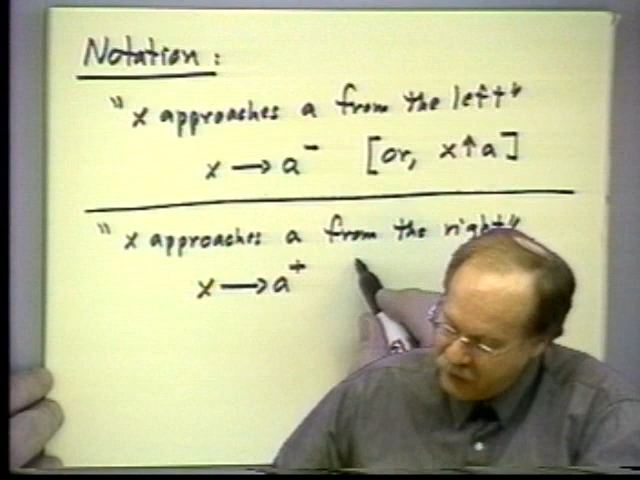 Notation:
"x approaches a from the left"
x → a⁻ [or, x↑a]
"x approaches a from the right"
x → a⁺